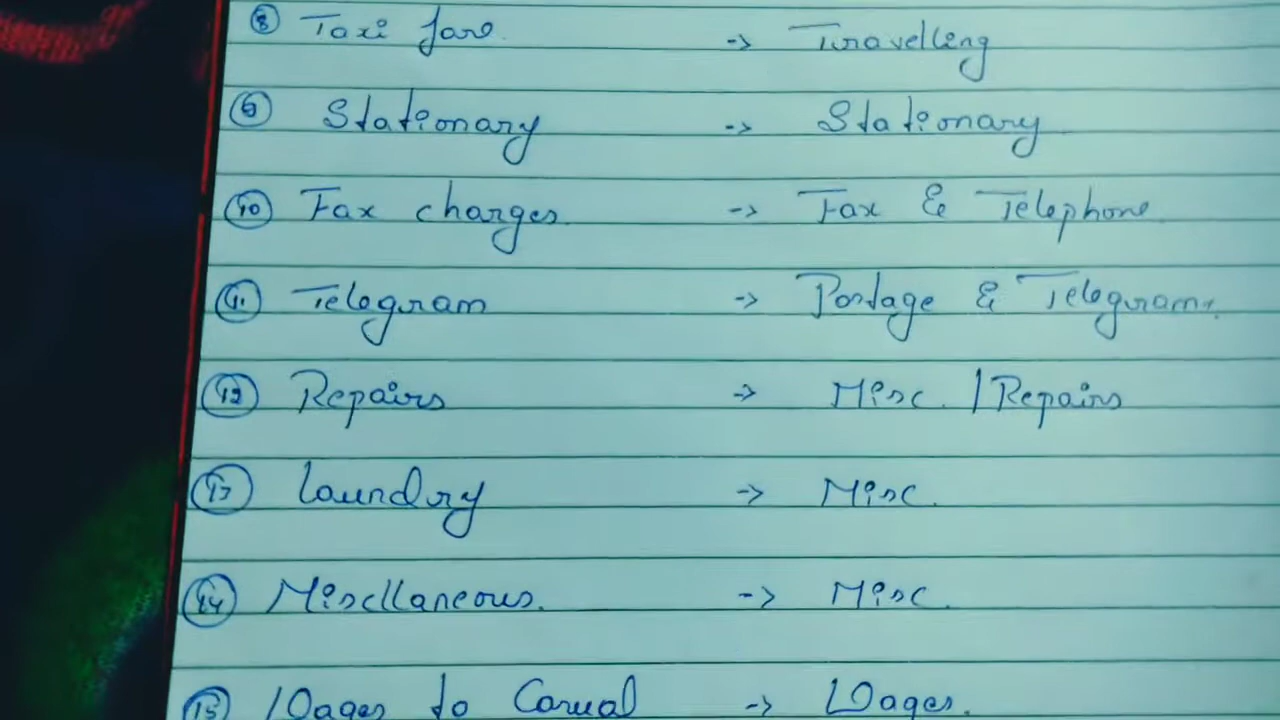 8 Taxi fare. -> Travelling
9 Stationary -> Stationary
10 Fax charges. -> Fax & Telephone
11. Telegram -> Postage & Telegrams.
12 Repairs -> Misc. / Repairs
13 Laundry -> Misc.
14 Miscllaneous. -> Misc.
15 Wages to Casual -> Wages.